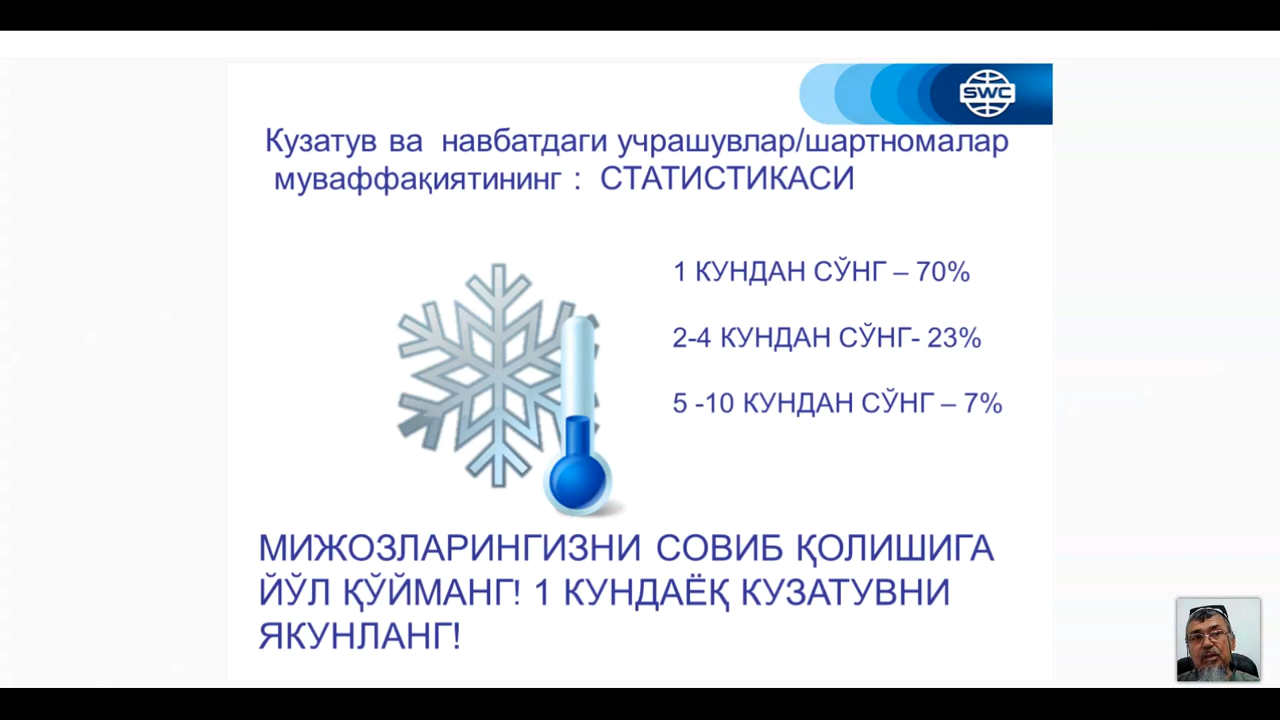 SWC
Кузатув ва навбатдаги учрашувлар/шартномалар
муваффақиятининг : СТАТИСТИКАСИ
1 КУНДАН СЎНГ – 70%
2-4 КУНДАН СЎНГ- 23%
5 -10 КУНДАН СЎНГ – 7%
МИЖОЗЛАРИНГИЗНИ СОВИБ ҚОЛИШИГА
ЙЎЛ ҚЎЙМАНГ! 1 КУНДАЁҚ КУЗАТУВНИ
ЯКУНЛАНГ!